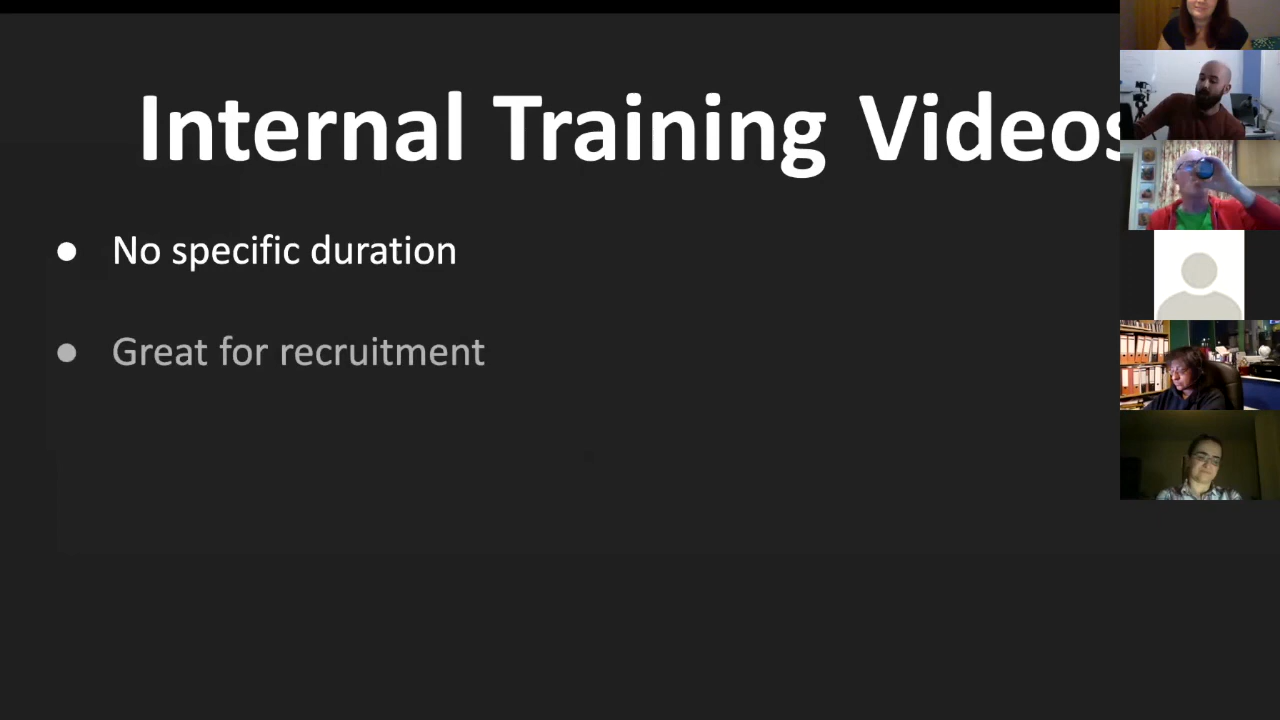 Internal Training Videos
No specific duration
Great for recruitment